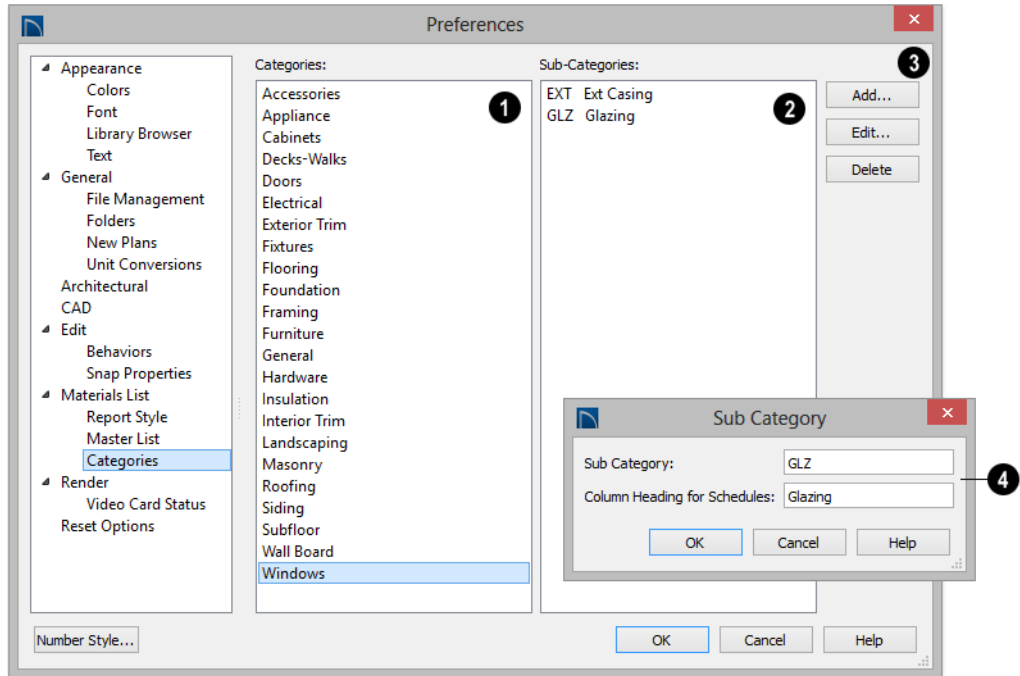 Preferences
Categories:
Sub-Categories:
Appearance
Colors
Font
Library Browser
Text
General
File Management
Folders
New Plans
Unit Conversions
Architectural
CAD
Edit
Behaviors
Snap Properties
Materials List
Report Style
Master List
Categories
Render
Video Card Status
Reset Options
Accessories
Appliance
Cabinets
Decks-Walks
Doors
Electrical
Exterior Trim
Fixtures
Flooring
Foundation
Framing
Furniture
General
Hardware
Insulation
Interior Trim
Landscaping
Masonry
Roofing
Siding
Subfloor
Wall Board
Windows
1
EXT Ext Casing
GLZ Glazing
2
3
Add...
Edit...
Delete
Sub Category
Sub Category: GLZ
Column Heading for Schedules: Glazing
4
OK Cancel Help
Number Style...
OK Cancel Help